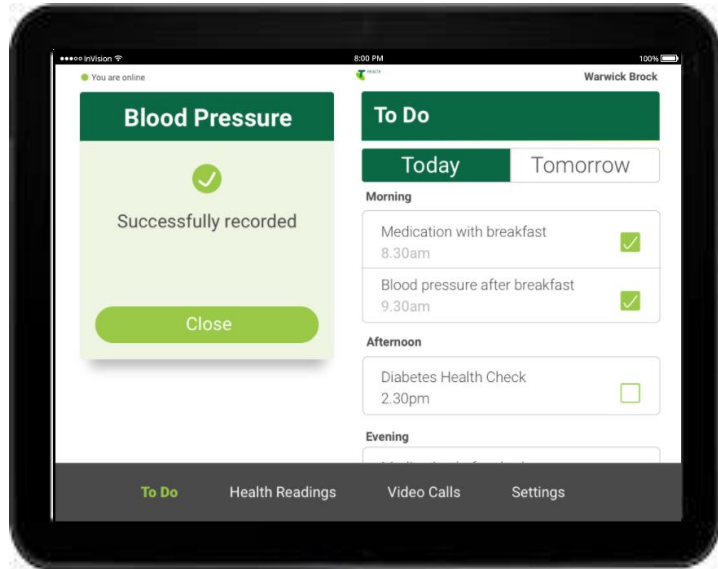 InVision
8:00 PM
100%
You are online
HEALTH
Warwick Brock
Blood Pressure
Successfully recorded
Close
To Do
Today
Tomorrow
Morning
Medication with breakfast
8.30am
Blood pressure after breakfast
9.30am
Afternoon
Diabetes Health Check
2.30pm
Evening
To Do
Health Readings
Video Calls
Settings